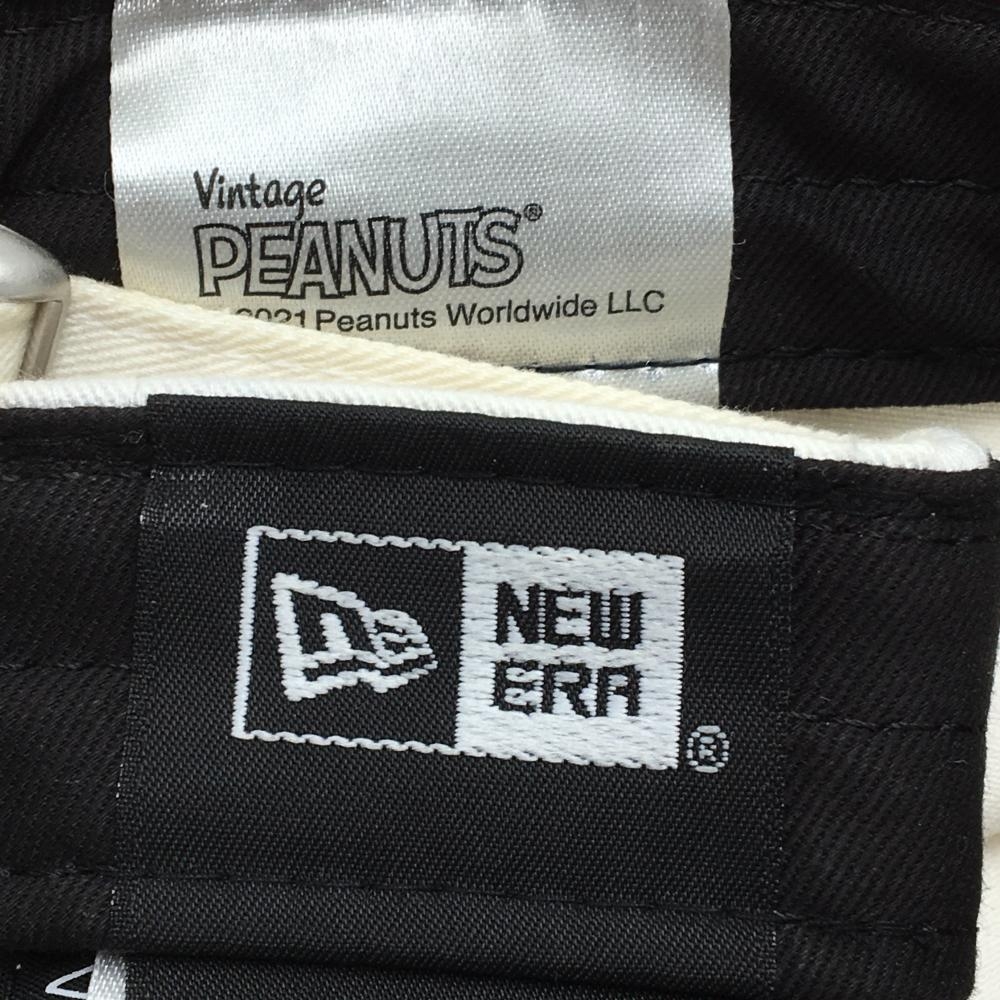 Vintage
PEANUTS®
2021 Peanuts Worldwide LLC
NEW
ERA
®